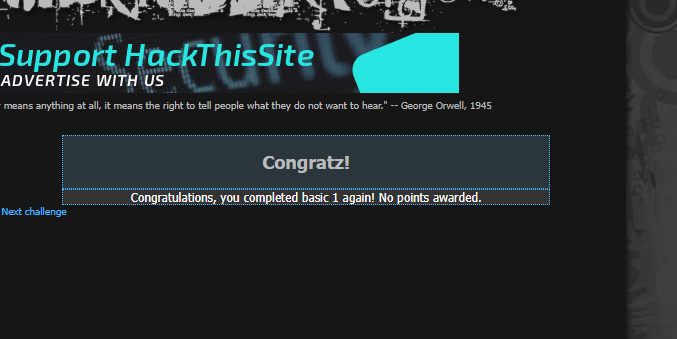 Support HackThisSite
ADVERTISE WITH US
means anything at all, it means the right to tell people what they do not want to hear." -- George Orwell, 1945
Congratz!
Congratulations, you completed basic 1 again! No points awarded.
Next challenge